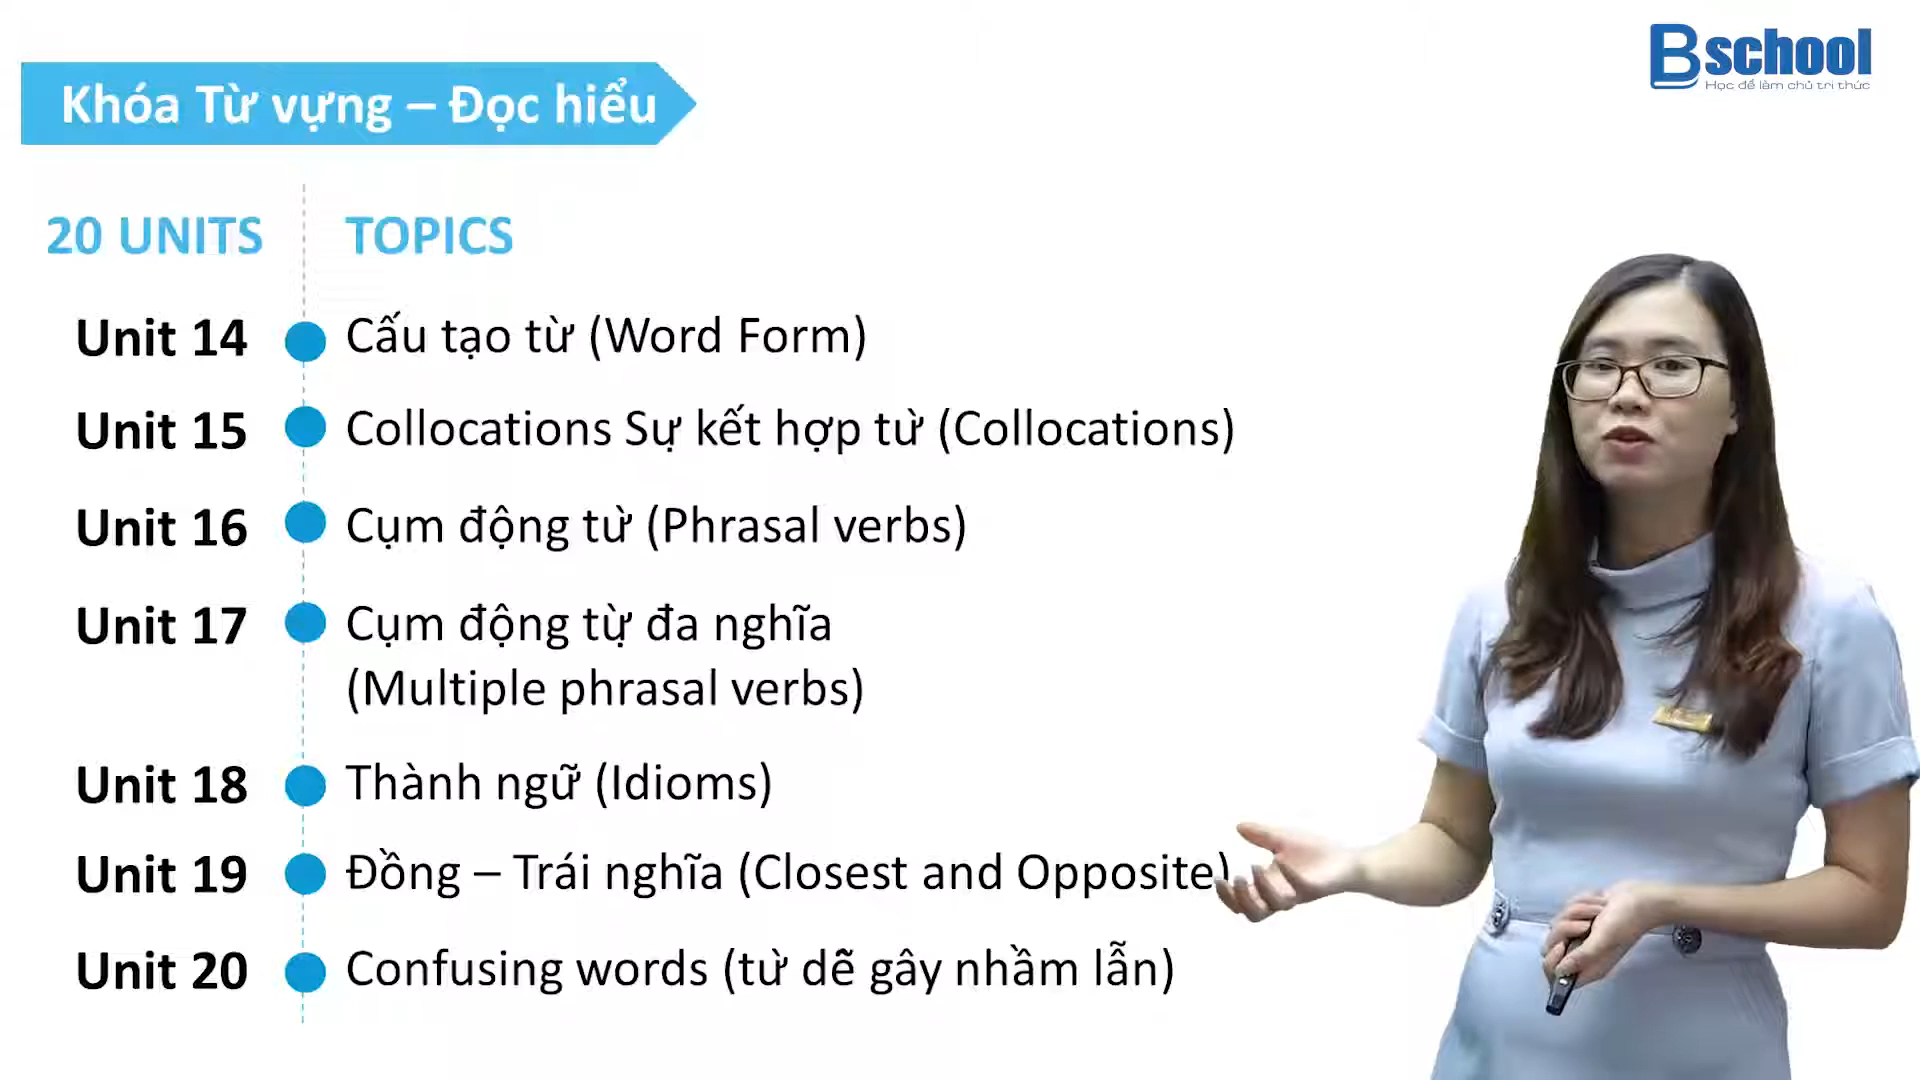 Bschool
Học để làm chủ tri thức
Khóa Từ vựng – Đọc hiểu
20 UNITS TOPICS
Unit 14 Cấu tạo từ (Word Form)
Unit 15 Collocations Sự kết hợp từ (Collocations)
Unit 16 Cụm động từ (Phrasal verbs)
Unit 17 Cụm động từ đa nghĩa
(Multiple phrasal verbs)
Unit 18 Thành ngữ (Idioms)
Unit 19 Đồng – Trái nghĩa (Closest and Opposite)
Unit 20 Confusing words (từ dễ gây nhầm lẫn)